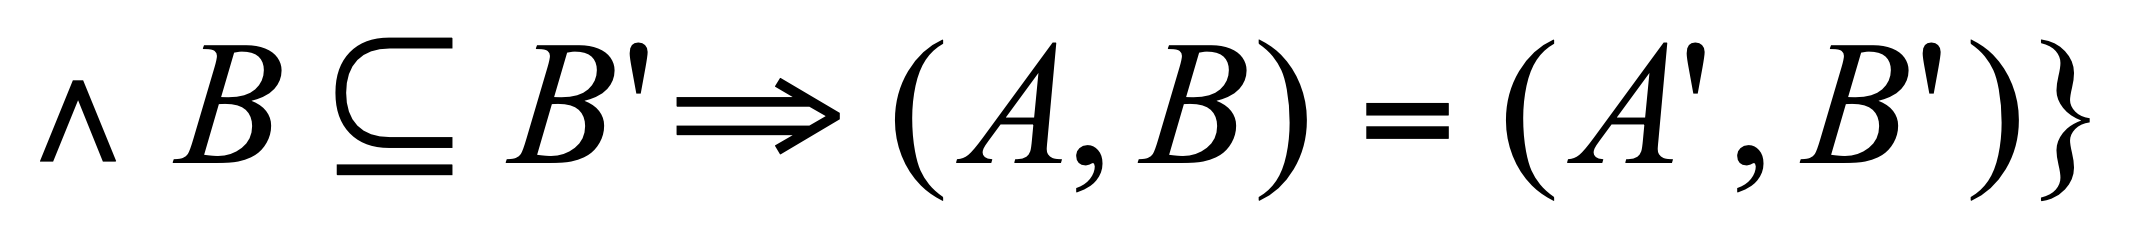 ∧ B ⊆ B' ⇒ (A, B) = (A', B')}